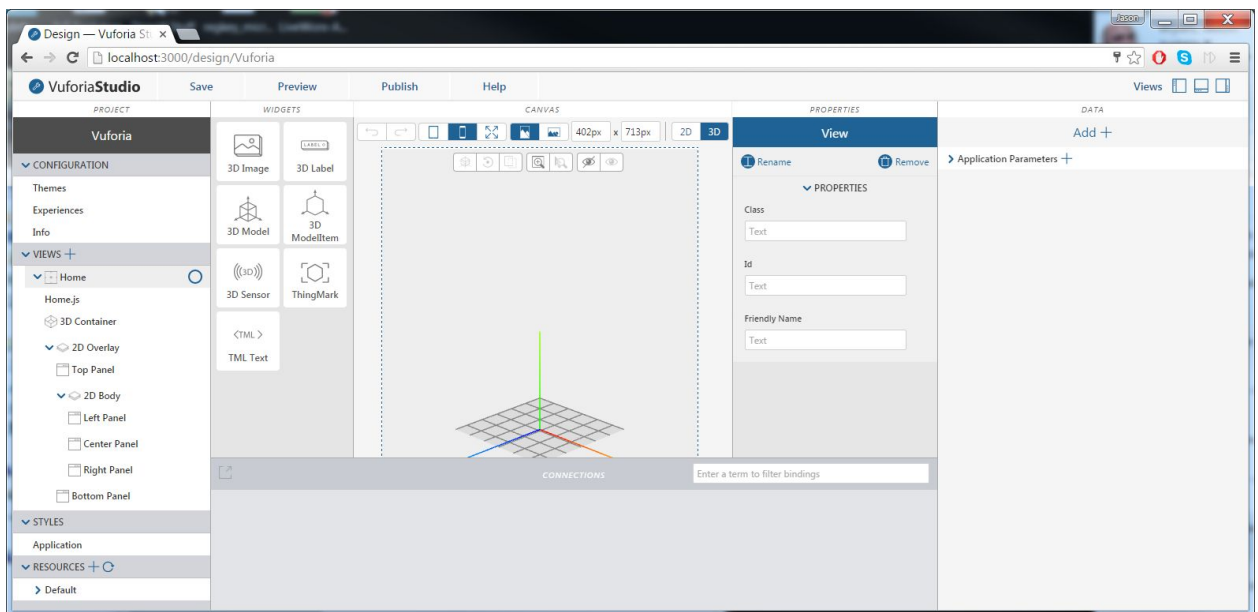 Jason
Design — Vuforia St
localhost:3000/design/Vuforia
VuforiaStudio
Save
Preview
Publish
Help
Views
PROJECT
WIDGETS
CANVAS
PROPERTIES
DATA
Vuforia
CONFIGURATION
Themes
Experiences
Info
VIEWS
Home
Home.js
3D Container
2D Overlay
Top Panel
2D Body
Left Panel
Center Panel
Right Panel
Bottom Panel
STYLES
Application
RESOURCES
Default
3D Image
LABEL
3D Label
3D Model
3D
ModelItem
(((3D)))
3D Sensor
ThingMark
<TML >
TML Text
402px x 713px
2D 3D
CONNECTIONS
Enter a term to filter bindings
View
Rename
Remove
PROPERTIES
Class
Text
Id
Text
Friendly Name
Text
Add +
Application Parameters +